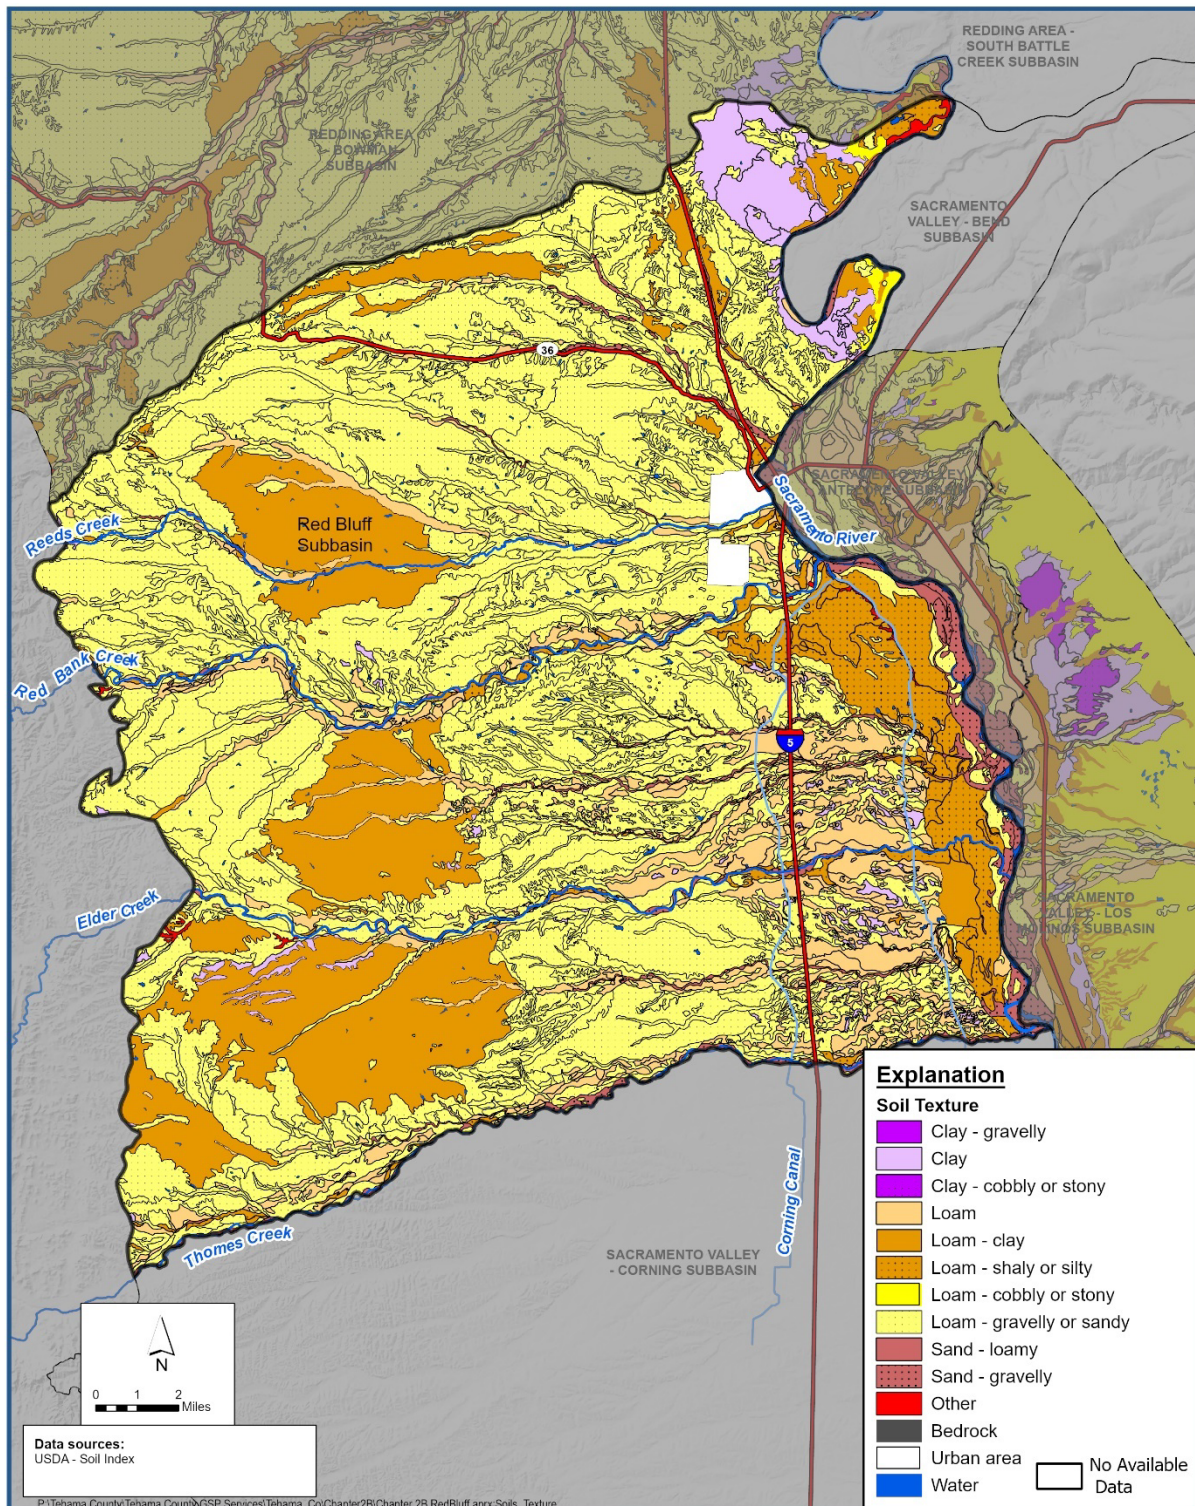 REDDING AREA -
SOUTH BATTLE
CREEK SUBBASIN
REDDING AREA
- BOWMAN
SUBBASIN
SACRAMENTO
VALLEY - BEND
SUBBASIN
36
SACRAMENTO VALLEY
ANTELOPE SUBBASIN
Sacramento River
Reeds Creek
Red Bluff
Subbasin
Red Bank Creek
5
Elder Creek
SACRAMENTO
VALLEY - LOS
MOLINOS SUBBASIN
Thomes Creek
Corning Canal
SACRAMENTO VALLEY
- CORNING SUBBASIN
N
0 1 2
Miles
Data sources:
USDA - Soil Index
Explanation
Soil Texture
Clay - gravelly
Clay
Clay - cobbly or stony
Loam
Loam - clay
Loam - shaly or silty
Loam - cobbly or stony
Loam - gravelly or sandy
Sand - loamy
Sand - gravelly
Other
Bedrock
Urban area
Water
No Available
Data